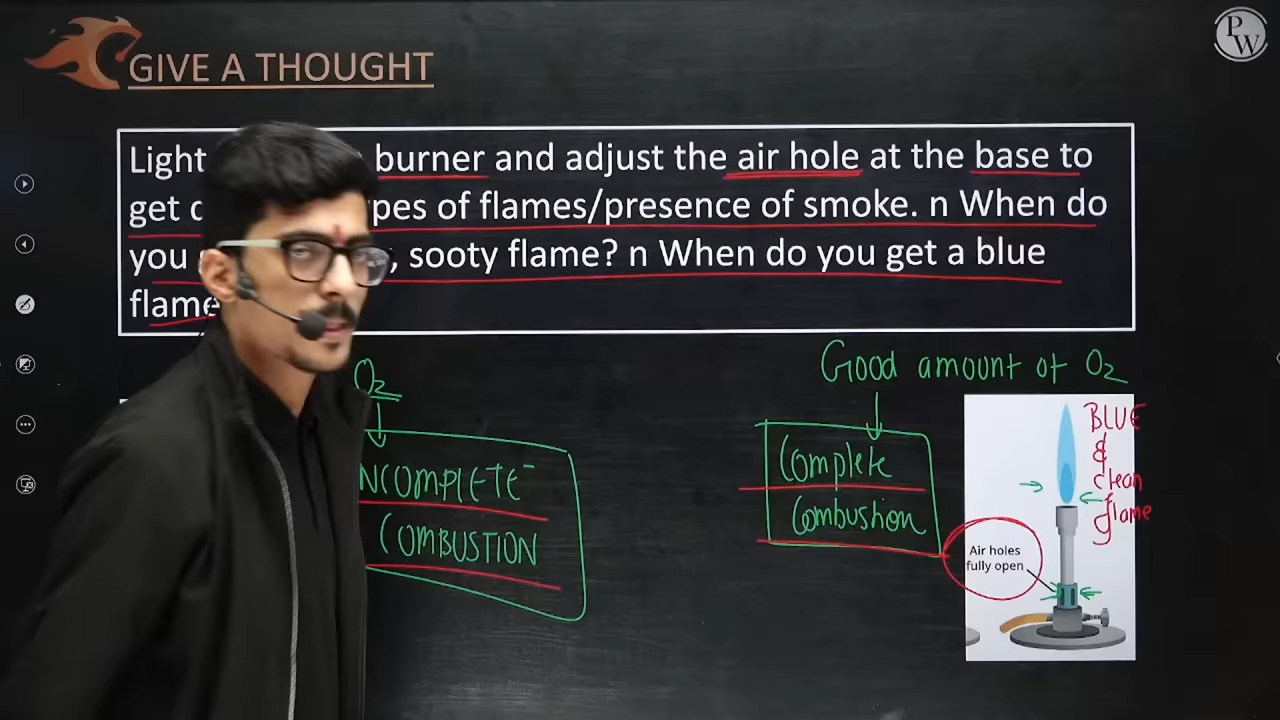 PW
GIVE A THOUGHT
Light burner and adjust the air hole at the base to
get pes of flames/presence of smoke. n When do
you , sooty flame? n When do you get a blue
flame
O2
NCOMPLETE
COMBUSTION
Good amount of O2
Complete
Combustion
BLUE
&
clean
flame
Air holes
fully open